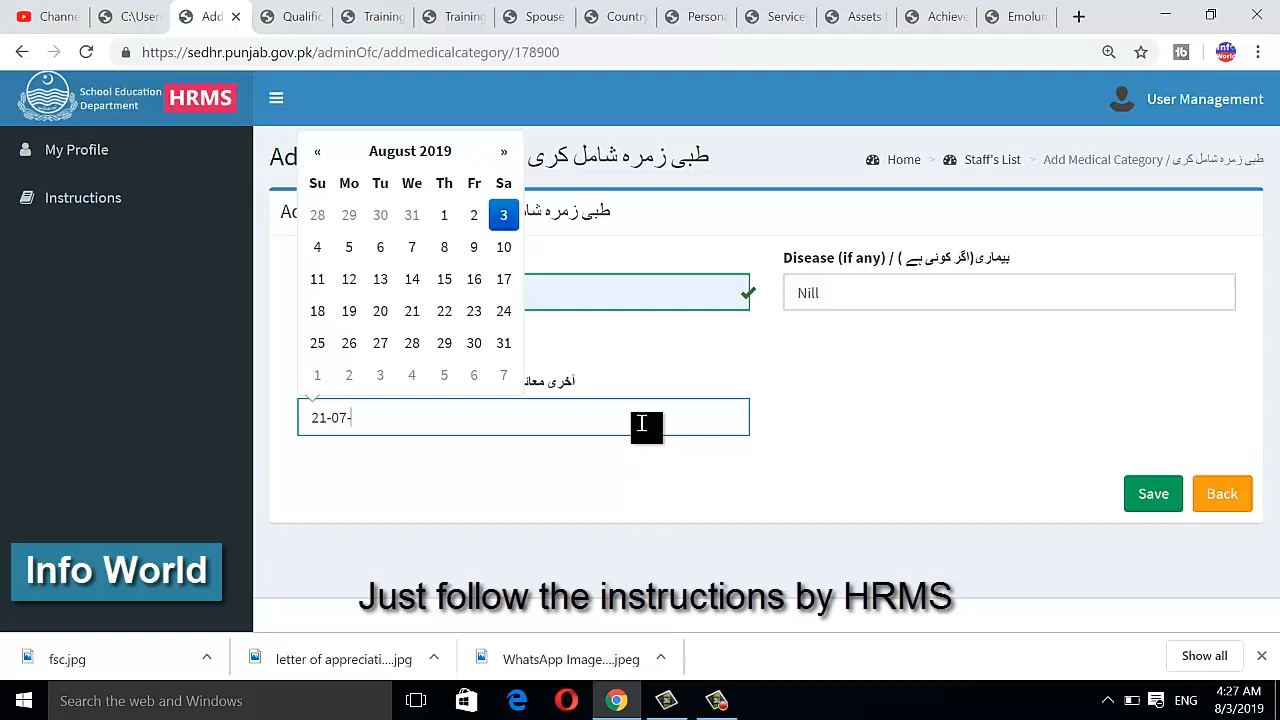 Channe
C:\Users
Add
Qualific
Training
Training
Spouse
Country
Persona
Service
Assets
Achieve
Emolun
https://sedhr.punjab.gov.pk/adminOfc/addmedicalcategory/178900
School Education
Department
HRMS
User Management
My Profile
Instructions
Ad
طبی زمرہ شامل کری
Home > Staff's List > Add Medical Category / طبی زمرہ شامل کری
طبی زمرہ شا
« August 2019 »
Su Mo Tu We Th Fr Sa
28 29 30 31 1 2 3
4 5 6 7 8 9 10
11 12 13 14 15 16 17
18 19 20 21 22 23 24
25 26 27 28 29 30 31
1 2 3 4 5 6 7
Disease (if any) / ( اگر کوئی ہے)بیماری
Nill
آخری معائ
21-07-
Save
Back
Info World
Just follow the instructions by HRMS
fsc.jpg
letter of appreciati....jpg
WhatsApp Image....jpeg
Show all
Search the web and Windows
ENG
4:27 AM
8/3/2019